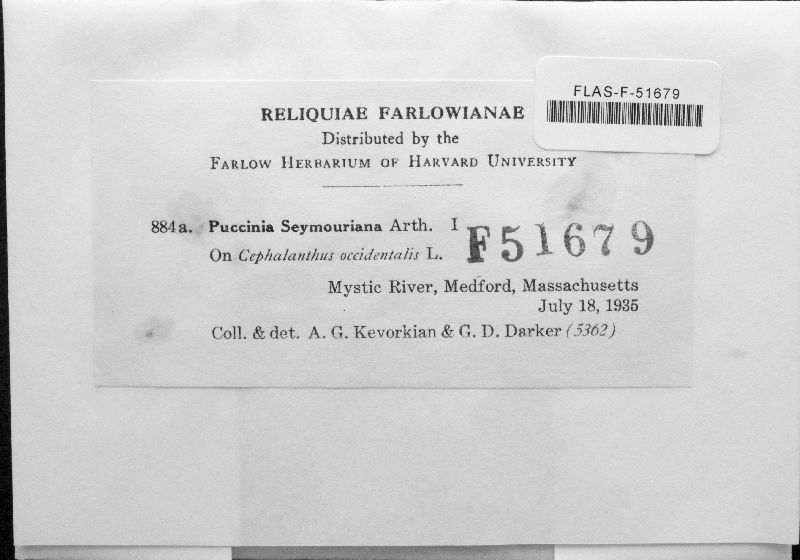 FLAS-F-51679
RELIQUIAE FARLOWIANAE
Distributed by the
FARLOW HERBARIUM OF HARVARD UNIVERSITY
884a. Puccinia Seymouriana Arth. I
F51679
On Cephalanthus occidentalis L.
Mystic River, Medford, Massachusetts
July 18, 1935
Coll. & det. A. G. Kevorkian & G. D. Darker (5362)